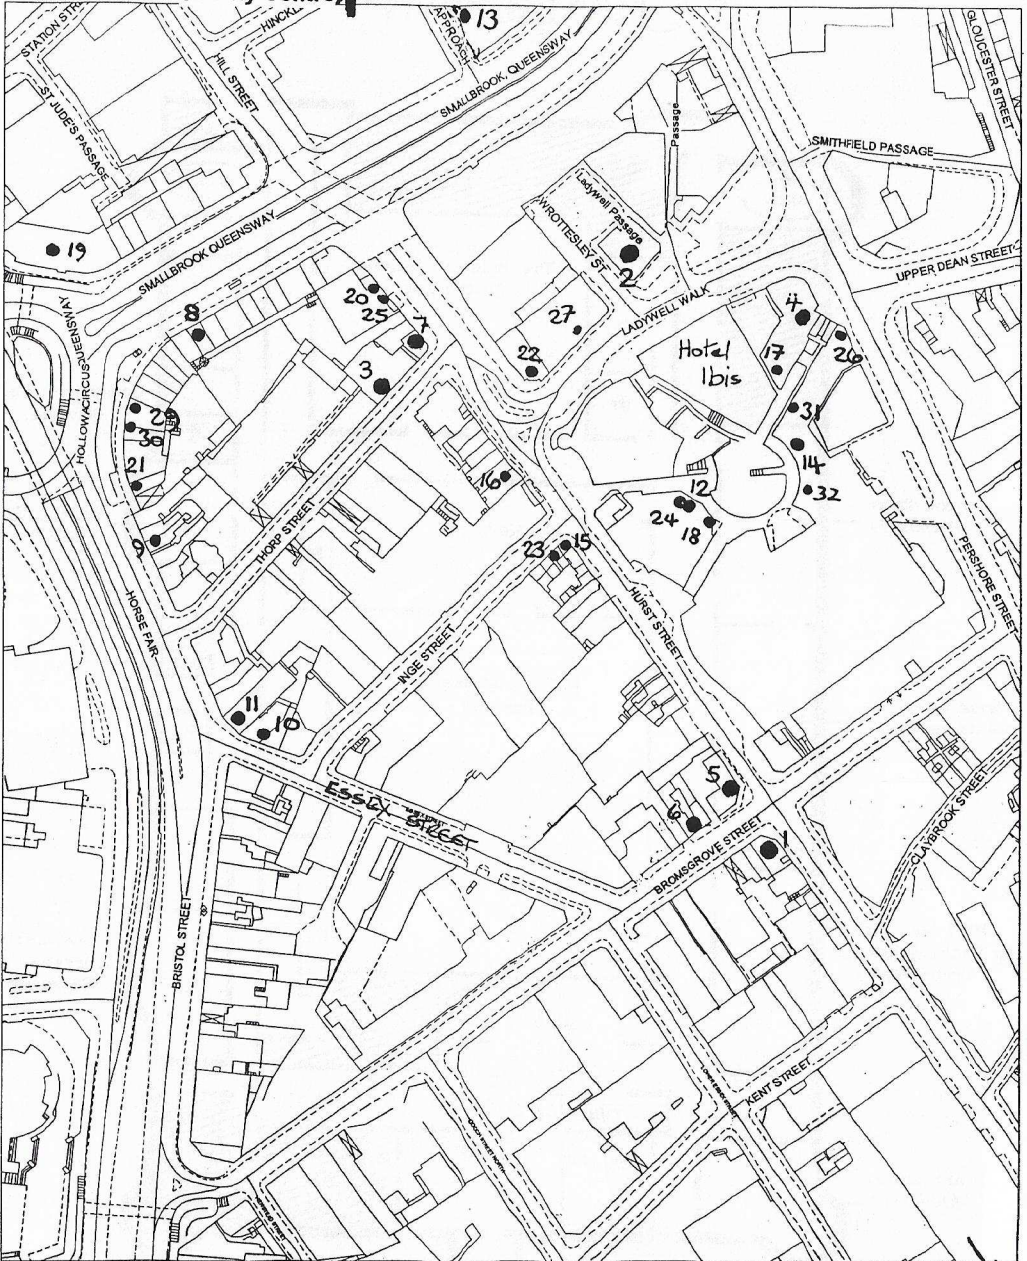 13
STATION STR
HINCKL
APPROACH
GLOUCESTER STREET
HILL STREET
ST JUDE'S PASSAGE
SMALLBROOK, QUEENSWAY
Passage
SMITHFIELD PASSAGE
Ladywell Passage
WROTTESLEY ST
2
19
SMALLBROOK QUEENSWAY
UPPER DEAN STREET
LADYWELL WALK
8
20
25
7
27
4
HOLLOWAY CIRCUS QUEENSWAY
3
22
Hotel
Ibis
17
26
31
30
21
14
16
12
32
24
18
9
THORP STREET
23
15
PERSHORE STREET
HORSE FAIR
HURST STREET
INGE STREET
11
10
ESSEX STREET
5
6
BROMSGROVE STREET
1
CLAYBROOK STREET
BRISTOL STREET
KENT STREET